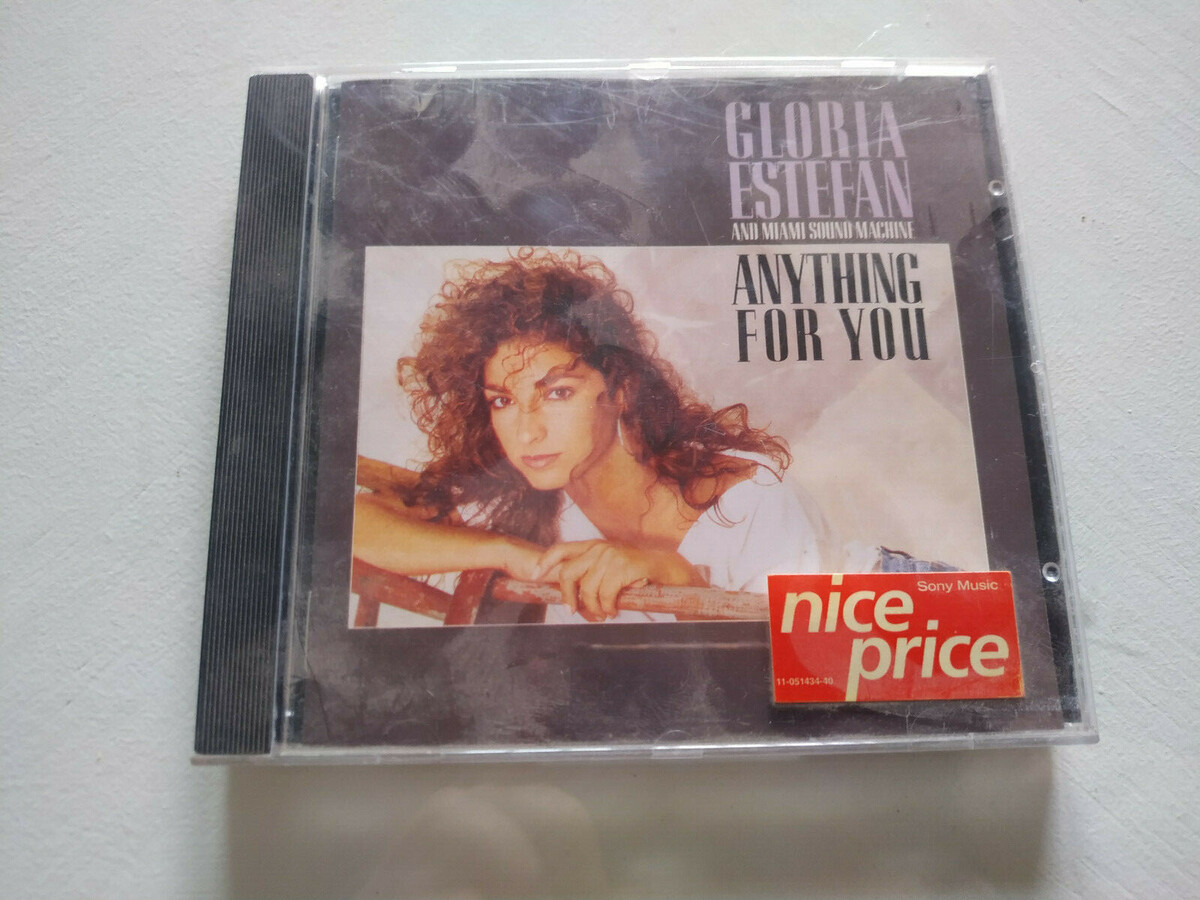 GLORIA
ESTEFAN
AND MIAMI SOUND MACHINE
ANYTHING
FOR YOU
Sony Music
nice
price
11-051434-40